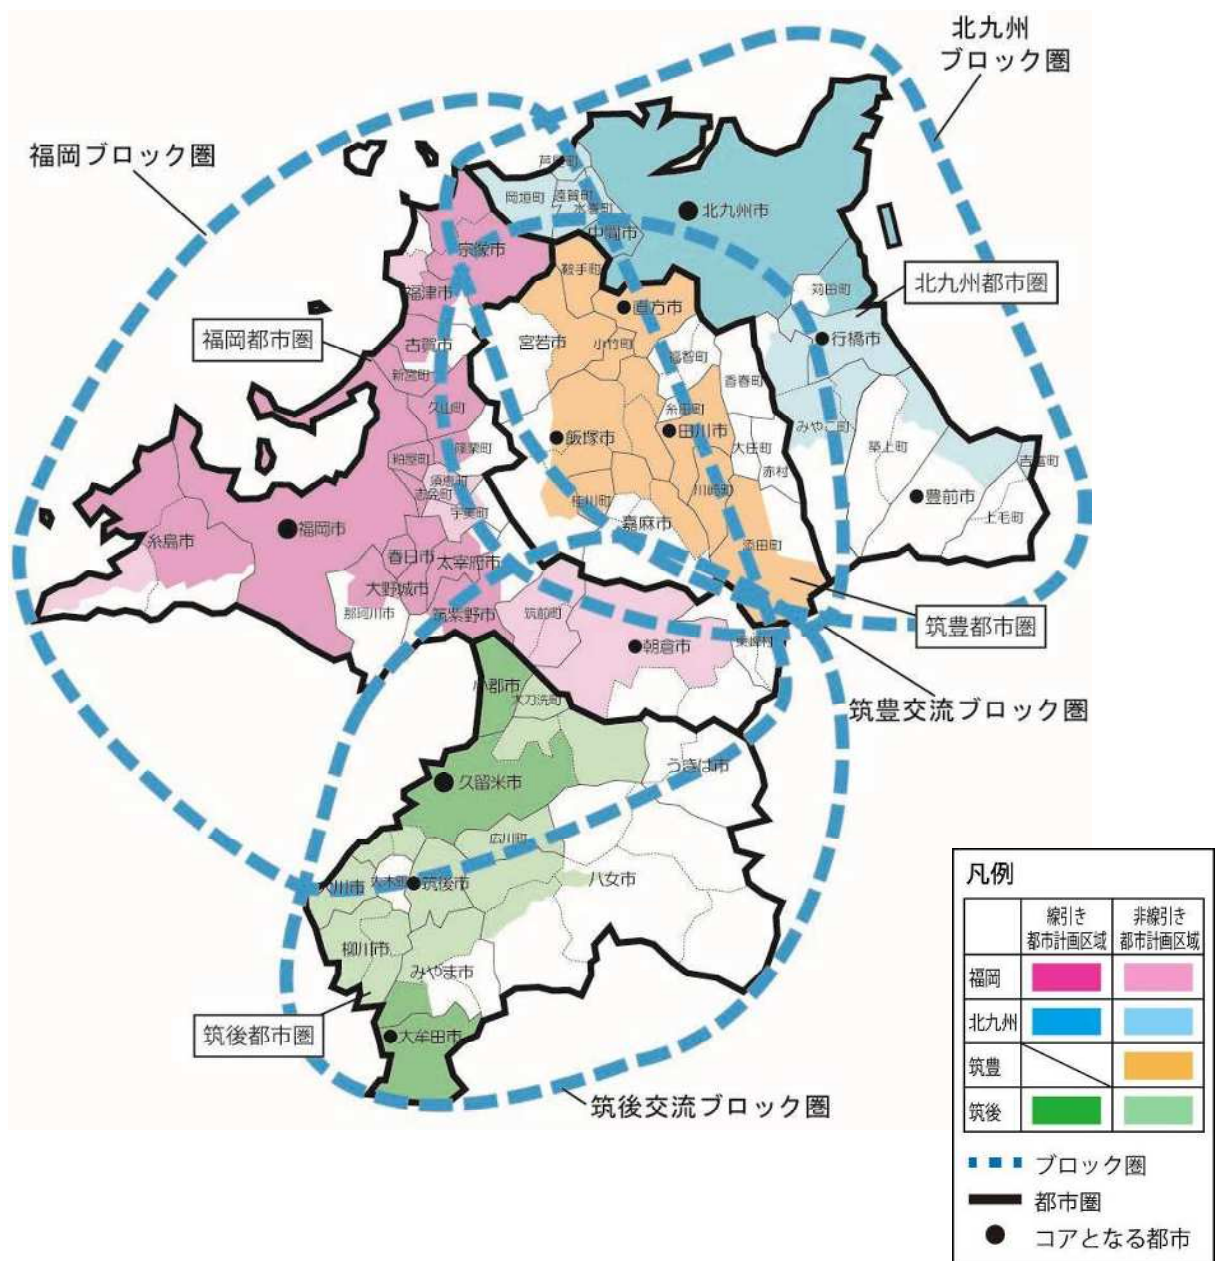 北九州
ブロック圏
福岡ブロック圏
芦屋町
岡垣町
遠賀町
水巻町
北九州市
中間市
宗像市
鞍手町
北九州都市圏
苅田町
福津市
直方市
福岡都市圏
古賀市
宮若市
小竹町
行橋市
福智町
新宮町
香春町
久山町
糸田町
みやこ町
飯塚市
田川市
築上町
篠栗町
大任町
粕屋町
赤村
吉富町
須恵町
志免町
川崎町
豊前市
桂川町
宇美町
嘉麻市
上毛町
福岡市
糸島市
添田町
春日市
太宰府市
大野城市
那珂川市
筑紫野市
筑前町
筑豊都市圏
朝倉市
東峰村
小郡市
大刀洗町
筑豊交流ブロック圏
うきは市
久留米市
広川町
川市
大木町
筑後市
八女市
柳川市
みやま市
筑後都市圏
大牟田市
筑後交流ブロック圏
凡例
線引き
都市計画区域
非線引き
都市計画区域
福岡
北九州
筑豊
筑後
ブロック圏
都市圏
コアとなる都市